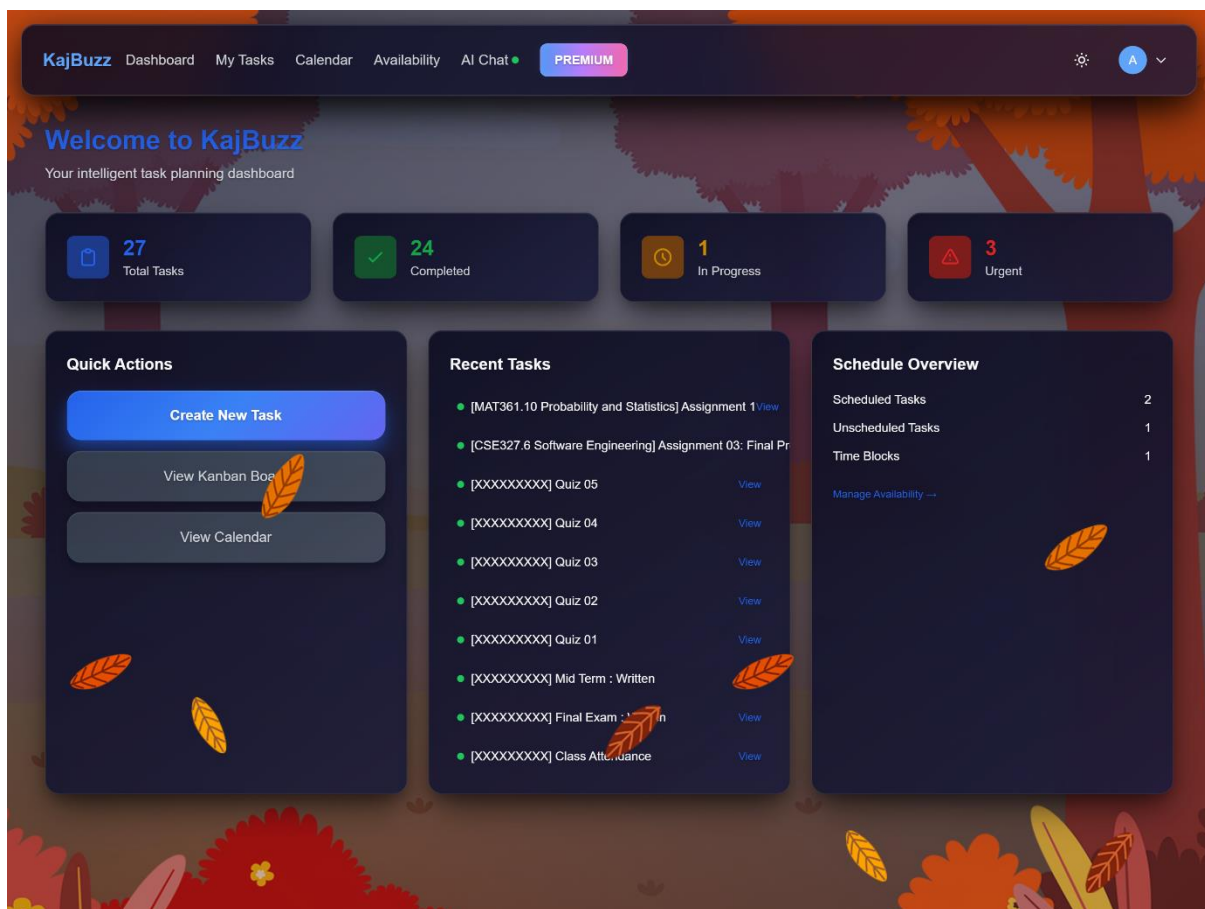 KajBuzz Dashboard My Tasks Calendar Availability AI Chat PREMIUM A
Welcome to KajBuzz
Your intelligent task planning dashboard
27
Total Tasks
24
Completed
1
In Progress
3
Urgent
Quick Actions
Create New Task
View Kanban
View Calendar
Recent Tasks
[MAT361.10 Probability and Statistics] Assignment 1 View
[CSE327.6 Software Engineering] Assignment 03: Final Pr
[XXXXXXXXX] Quiz 05 View
[XXXXXXXXX] Quiz 04 View
[XXXXXXXXX] Quiz 03 View
[XXXXXXXXX] Quiz 02 View
[XXXXXXXXX] Quiz 01 View
[XXXXXXXXX] Mid Term : Written
[XXXXXXXXX] Final Exam : View
[XXXXXXXXX] Class Attendance View
Schedule Overview
Scheduled Tasks 2
Unscheduled Tasks 1
Time Blocks 1
Manage Availability →